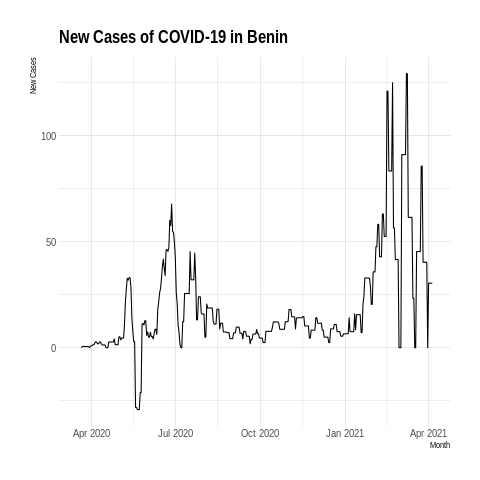 New Cases of COVID-19 in Benin
New Cases
100
50
0
Apr 2020 Jul 2020 Oct 2020 Jan 2021 Apr 2021
Month